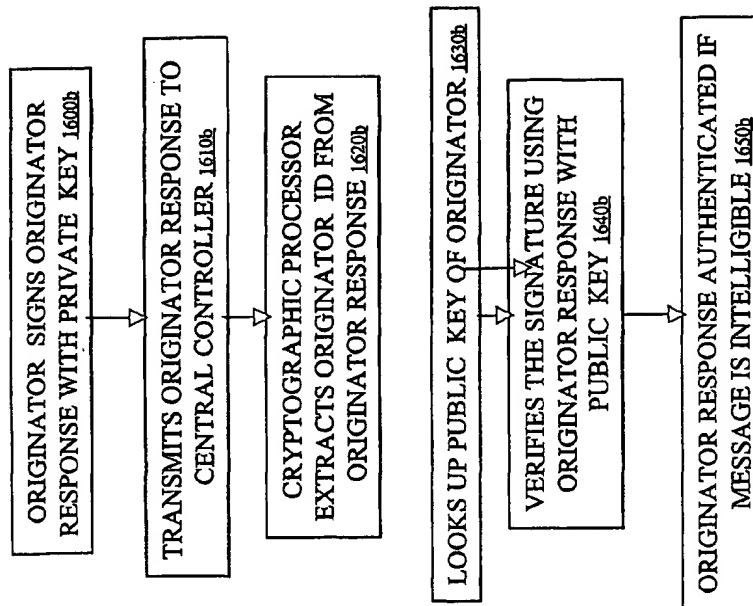 ORIGINATOR SIGNS ORIGINATOR
RESPONSE WITH PRIVATE KEY 1600b
TRANSMITS ORIGINATOR RESPONSE TO
CENTRAL CONTROLLER 1610b
CRYPTOGRAPHIC PROCESSOR
EXTRACTS ORIGINATOR ID FROM
ORIGINATOR RESPONSE 1620b
LOOKS UP PUBLIC KEY OF ORIGINATOR 1630b
VERIFIES THE SIGNATURE USING
ORIGINATOR RESPONSE WITH
PUBLIC KEY 1640b
ORIGINATOR RESPONSE AUTHENTICATED IF
MESSAGE IS INTELLIGIBLE 1650b